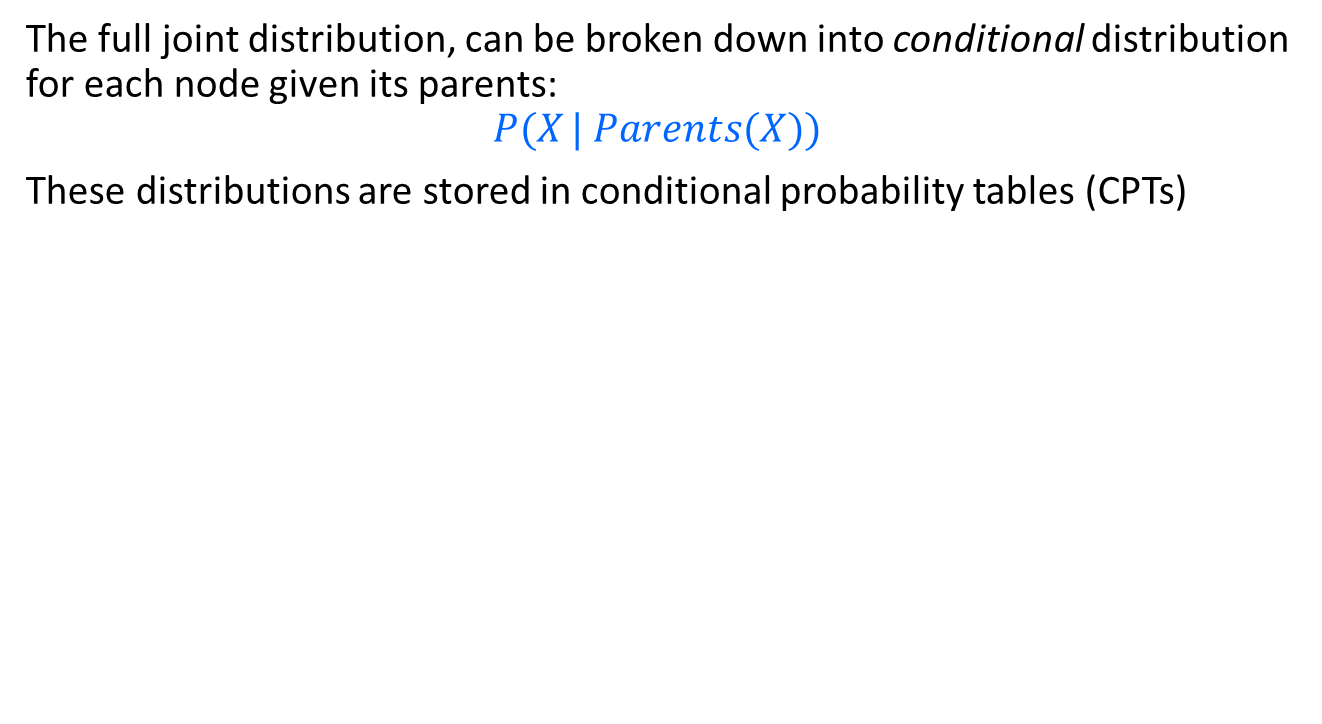 The full joint distribution, can be broken down into conditional distribution
for each node given its parents:
P(X | Parents(X))
These distributions are stored in conditional probability tables (CPTs)